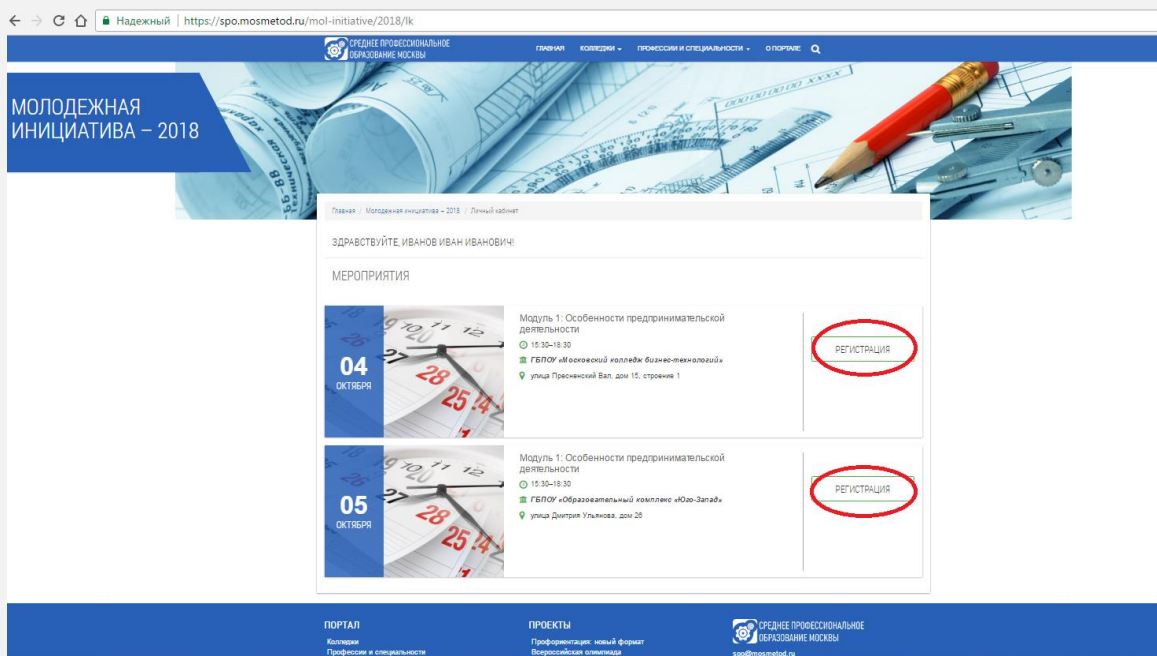 Надежный | https://spo.mosmetod.ru/mol-initiative/2018/lk
СРЕДНЕЕ ПРОФЕССИОНАЛЬНОЕ
ОБРАЗОВАНИЕ МОСКВЫ
ГЛАВНАЯ КОЛЛЕДЖИ ПРОФЕССИИ И СПЕЦИАЛЬНОСТИ О ПОРТАЛЕ
МОЛОДЕЖНАЯ
ИНИЦИАТИВА – 2018
Главная / Молодежная инициатива – 2018 / Личный кабинет
ЗДРАВСТВУЙТЕ, ИВАНОВ ИВАН ИВАНОВИЧ!
МЕРОПРИЯТИЯ
04
ОКТЯБРЯ
Модуль 1: Особенности предпринимательской
деятельности
15:30–18:30
ГБПОУ «Московский колледж бизнес-технологий»
улица Пресненский Вал, дом 15, строение 1
РЕГИСТРАЦИЯ
05
ОКТЯБРЯ
Модуль 1: Особенности предпринимательской
деятельности
15:30–18:30
ГБПОУ «Образовательный комплекс «Юго-Запад»
улица Дмитрия Ульянова, дом 26
РЕГИСТРАЦИЯ
ПОРТАЛ
Колледжи
Профессии и специальности
ПРОЕКТЫ
Профориентация: новый формат
Всероссийская олимпиада
СРЕДНЕЕ ПРОФЕССИОНАЛЬНОЕ
ОБРАЗОВАНИЕ МОСКВЫ
spo@mosmetod.ru